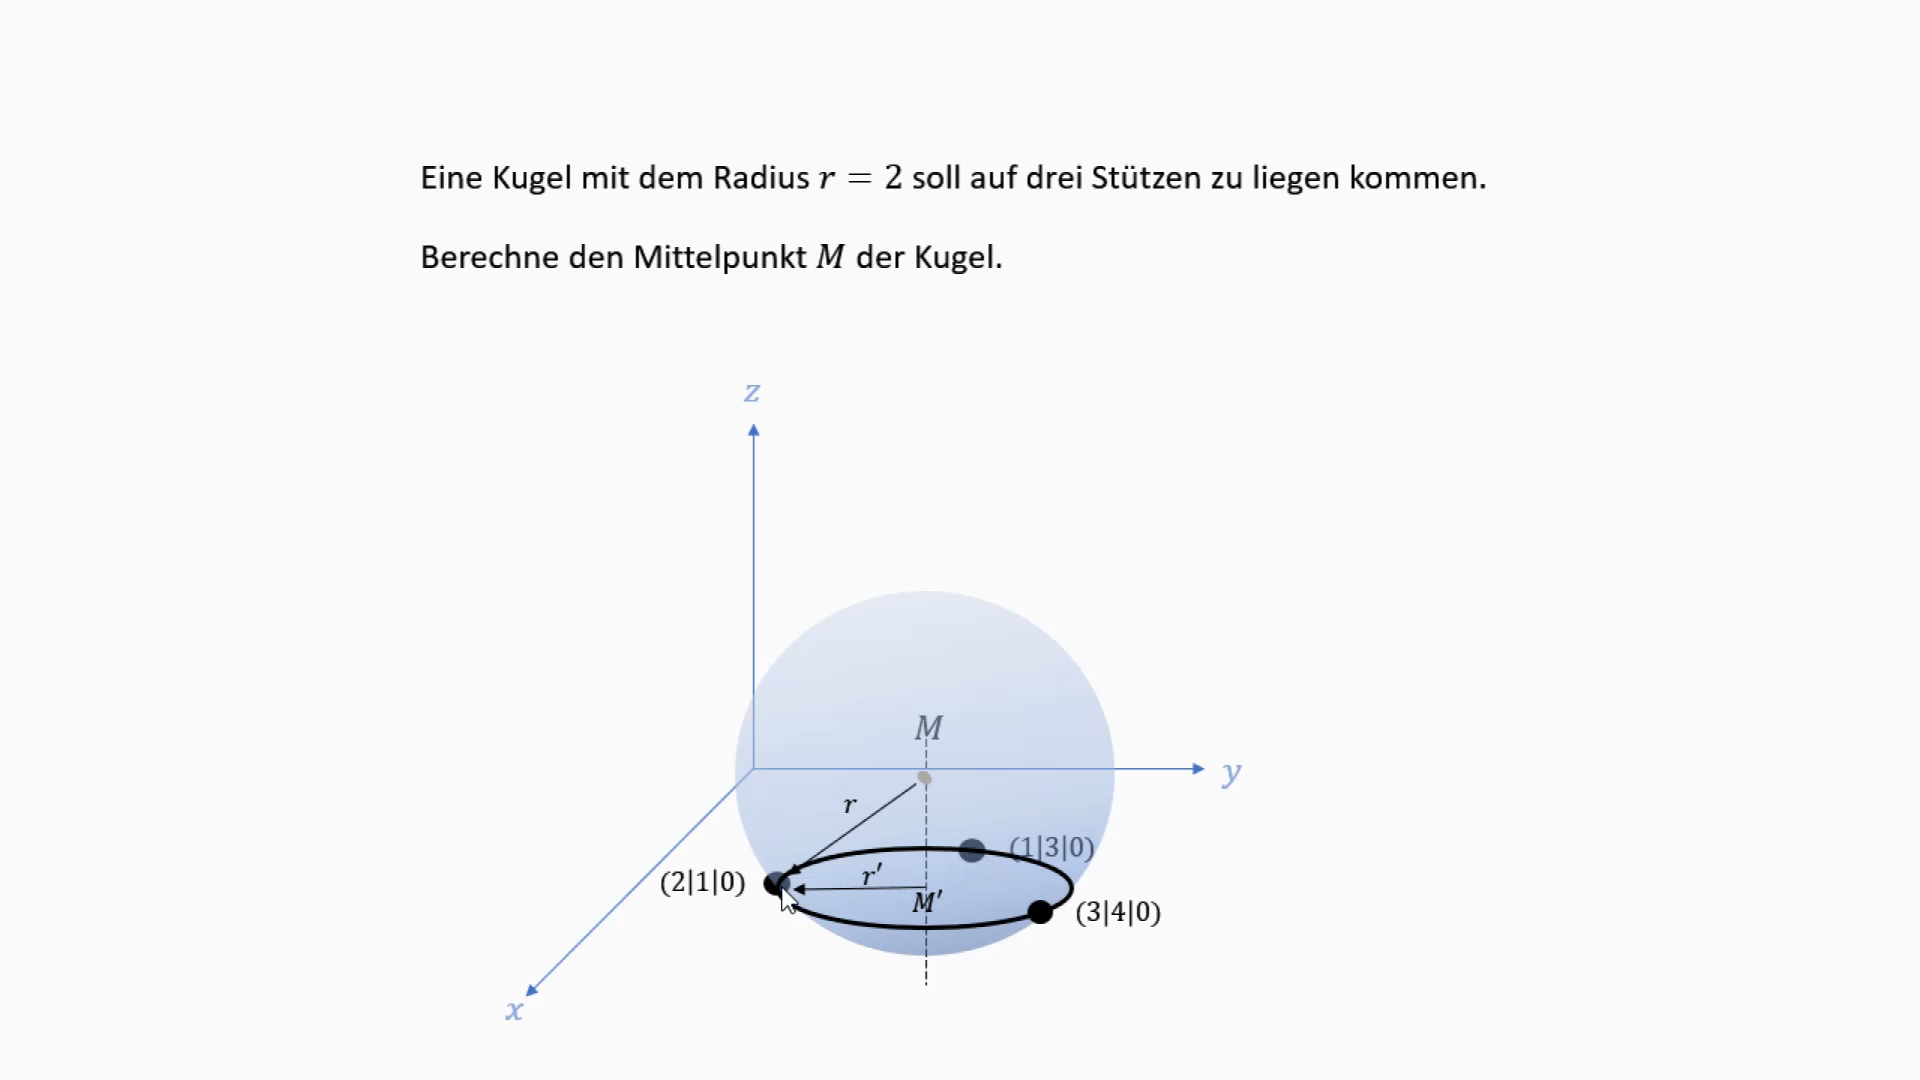 Eine Kugel mit dem Radius r = 2 soll auf drei Stützen zu liegen kommen.
Berechne den Mittelpunkt M der Kugel.
z
M
y
r
(1|3|0)
r′
(2|1|0)
M′
(3|4|0)
x